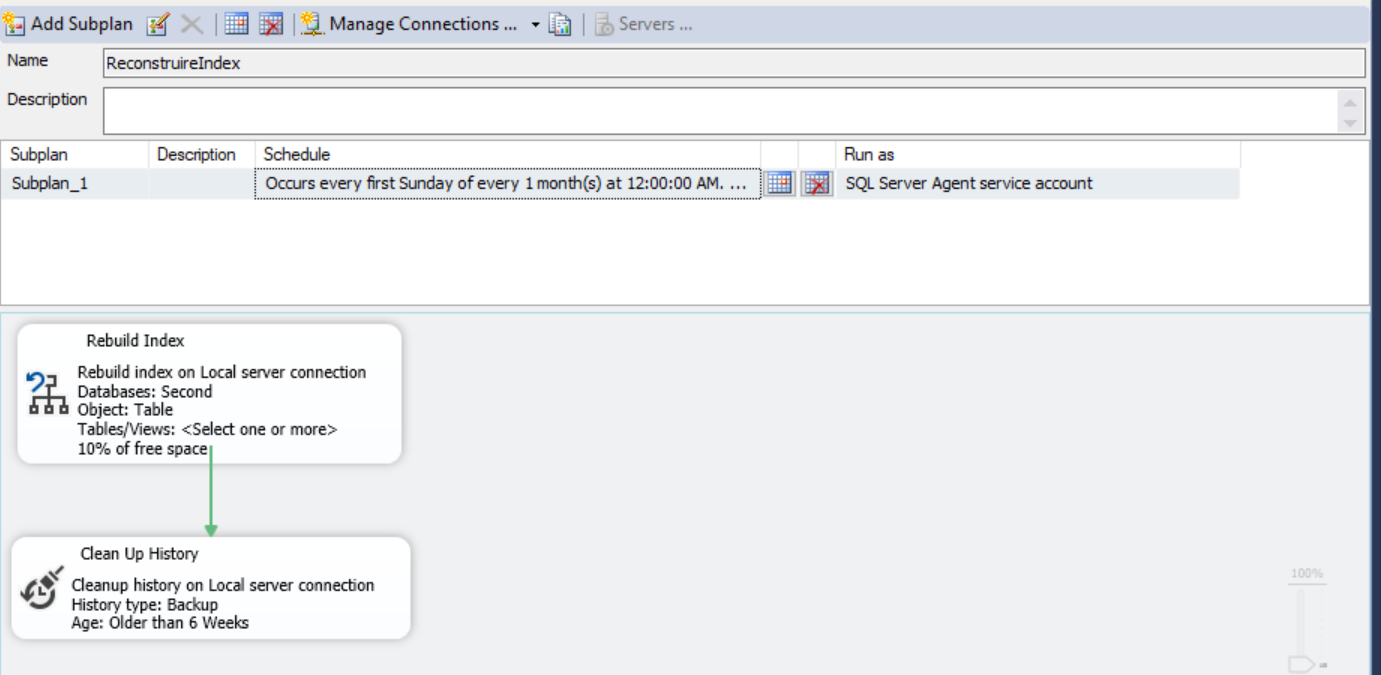 Add Subplan Manage Connections ... Servers ...
Name ReconstruireIndex
Description
Subplan Description Schedule Run as
Subplan_1 Occurs every first Sunday of every 1 month(s) at 12:00:00 AM. ... SQL Server Agent service account
Rebuild Index
Rebuild index on Local server connection
Databases: Second
Object: Table
Tables/Views: <Select one or more>
10% of free space
Clean Up History
Cleanup history on Local server connection
History type: Backup
Age: Older than 6 Weeks
100%